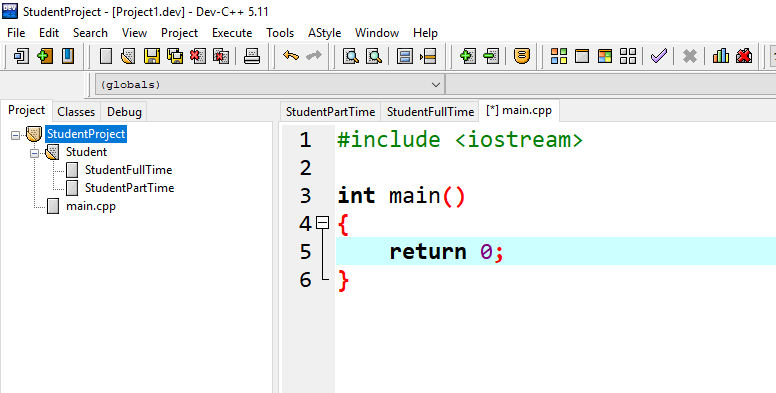 StudentProject - [Project1.dev] - Dev-C++ 5.11
File Edit Search View Project Execute Tools AStyle Window Help
(globals)
Project Classes Debug
StudentProject
Student
StudentFullTime
StudentPartTime
main.cpp
StudentPartTime StudentFullTime [*] main.cpp
1 #include <iostream>
2
3 int main()
4 {
5 return 0;
6 }